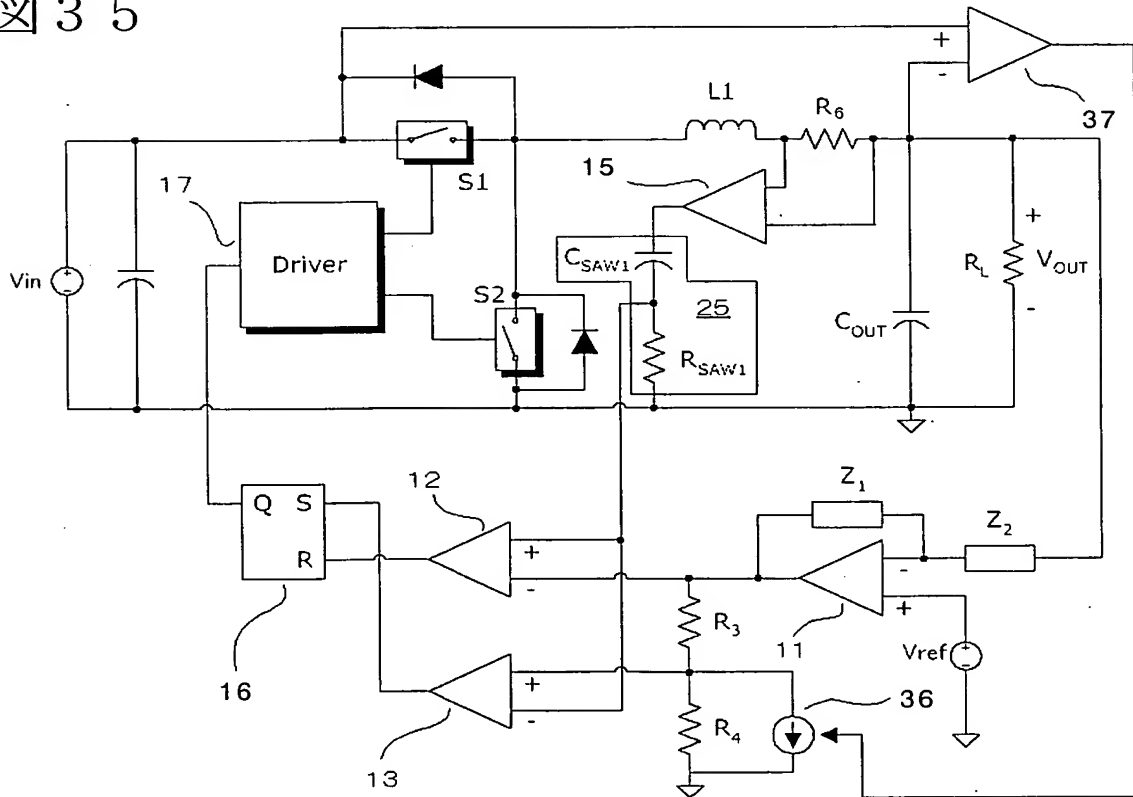 図３５
+
-
37
L1
R6
15
S1
17
Driver
Vin
+
-
CSAW1
25
RSAW1
S2
+
RL
VOUT
-
COUT
12
Z1
Q S
R
+
-
Z2
-
+
11
16
R3
Vref
+
-
+
-
13
R4
36